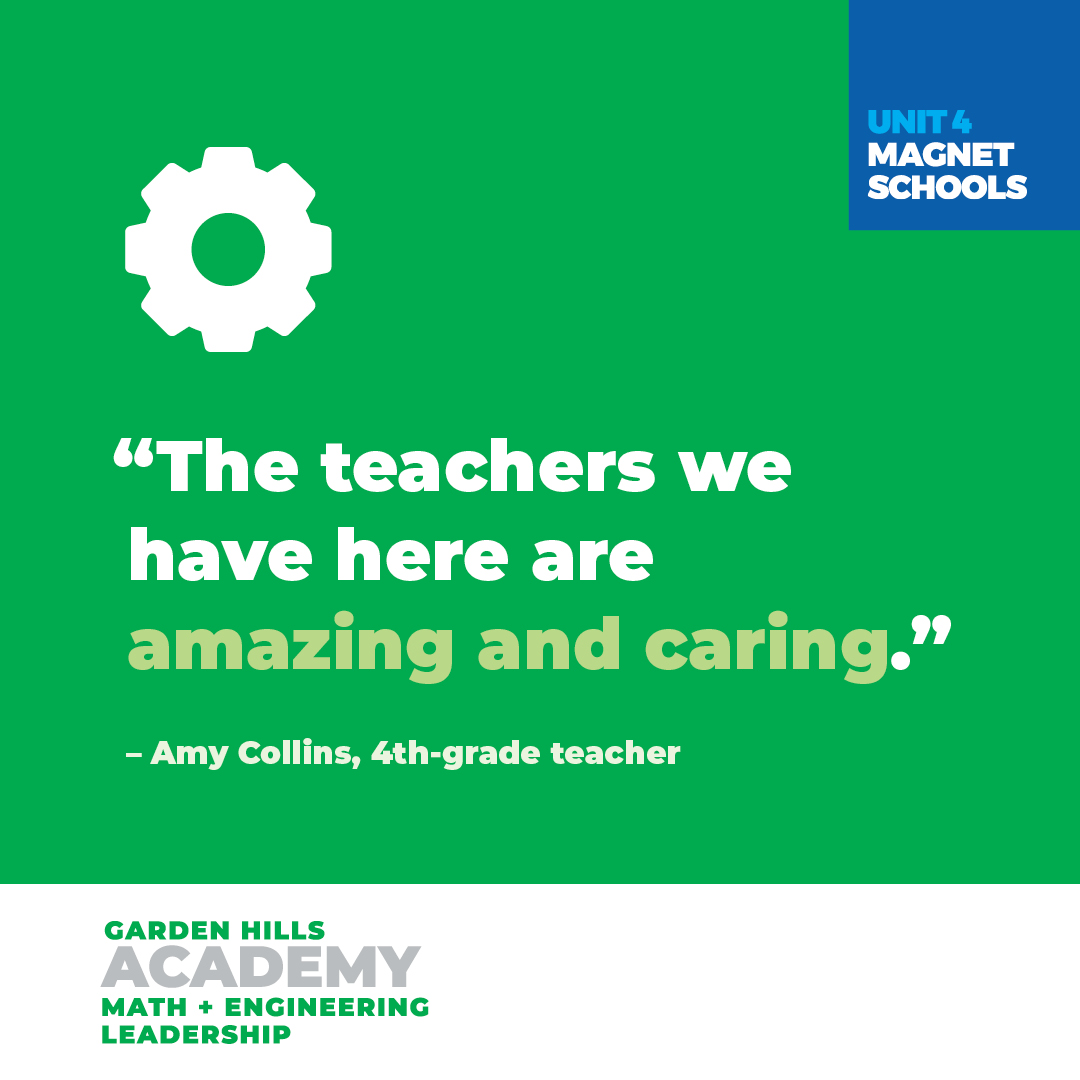 UNIT 4
MAGNET
SCHOOLS
“The teachers we
have here are
amazing and caring.”
– Amy Collins, 4th-grade teacher
GARDEN HILLS
ACADEMY
MATH + ENGINEERING
LEADERSHIP